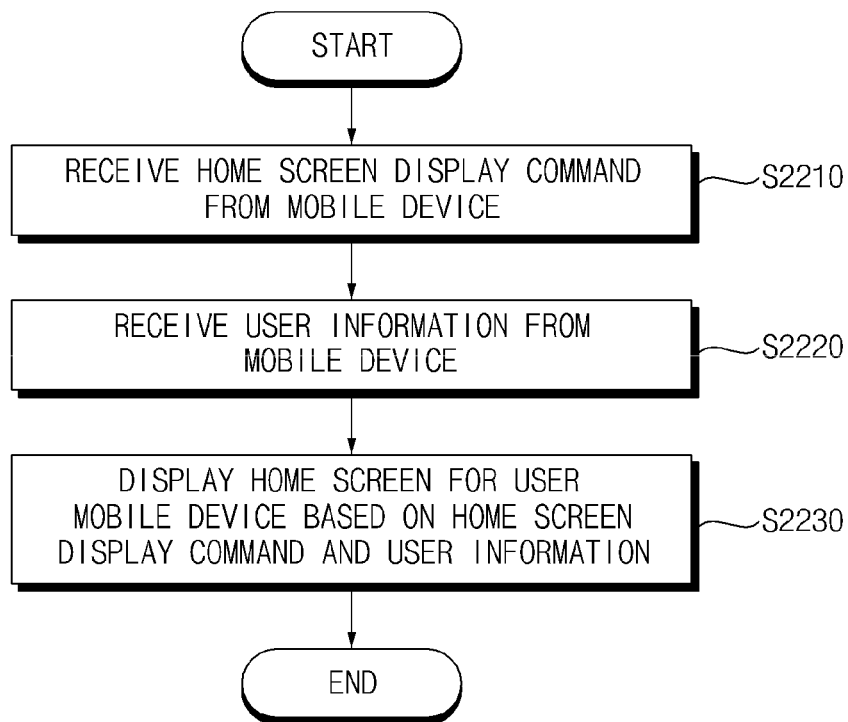 START
RECEIVE HOME SCREEN DISPLAY COMMAND
FROM MOBILE DEVICE
S2210
RECEIVE USER INFORMATION FROM
MOBILE DEVICE
S2220
DISPLAY HOME SCREEN FOR USER
MOBILE DEVICE BASED ON HOME SCREEN
DISPLAY COMMAND AND USER INFORMATION
S2230
END